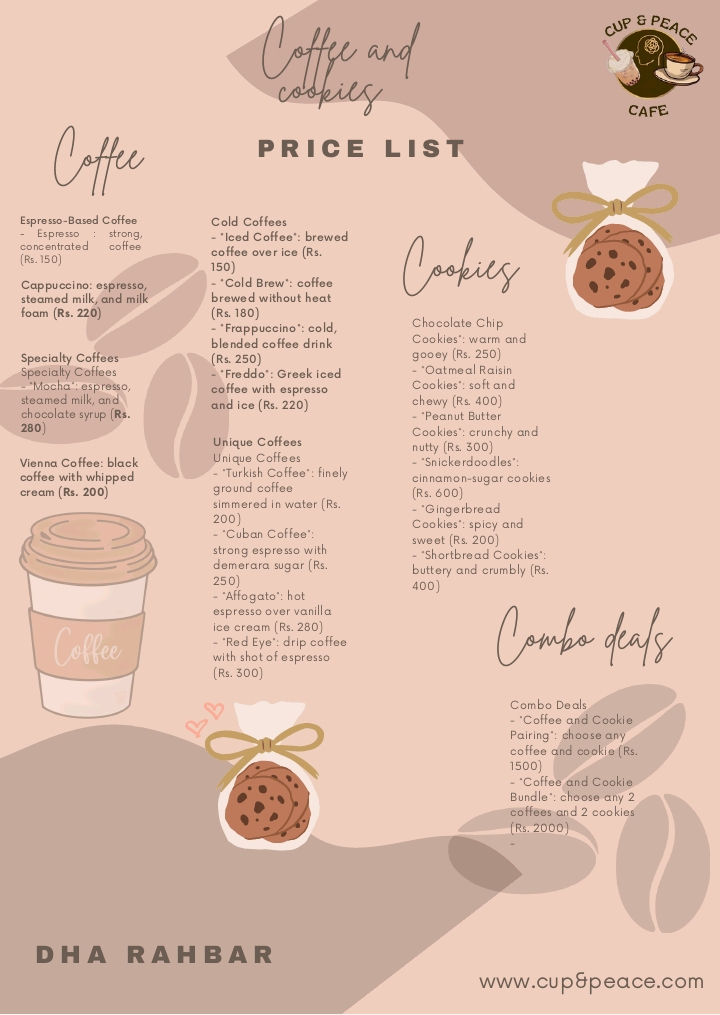 Coffee and
cookies
CUP & PEACE
CAFE
PRICE LIST
Coffee
Espresso-Based Coffee
- Espresso : strong,
concentrated coffee
(Rs. 150)
Cappuccino: espresso,
steamed milk, and milk
foam (Rs. 220)
Specialty Coffees
Specialty Coffees
- "Mocha": espresso,
steamed milk, and
chocolate syrup (Rs.
280)
Vienna Coffee: black
coffee with whipped
cream (Rs. 200)
Coffee
Cold Coffees
- "Iced Coffee": brewed
coffee over ice (Rs.
150)
- "Cold Brew": coffee
brewed without heat
(Rs. 180)
- "Frappuccino": cold,
blended coffee drink
(Rs. 250)
- "Freddo": Greek iced
coffee with espresso
and ice (Rs. 220)
Unique Coffees
Unique Coffees
- "Turkish Coffee": finely
ground coffee
simmered in water (Rs.
200)
- "Cuban Coffee":
strong espresso with
demerara sugar (Rs.
250)
- "Affogato": hot
espresso over vanilla
ice cream (Rs. 280)
- "Red Eye": drip coffee
with shot of espresso
(Rs. 300)
Cookies
Chocolate Chip
Cookies": warm and
gooey (Rs. 250)
- "Oatmeal Raisin
Cookies": soft and
chewy (Rs. 400)
- "Peanut Butter
Cookies": crunchy and
nutty (Rs. 300)
- "Snickerdoodles":
cinnamon-sugar cookies
(Rs. 600)
- "Gingerbread
Cookies": spicy and
sweet (Rs. 200)
- "Shortbread Cookies":
buttery and crumbly (Rs.
400)
Combo deals
Combo Deals
- "Coffee and Cookie
Pairing": choose any
coffee and cookie (Rs.
1500)
- "Coffee and Cookie
Bundle": choose any 2
coffees and 2 cookies
(Rs. 2000)
-
DHA RAHBAR
www.cup&peace.com